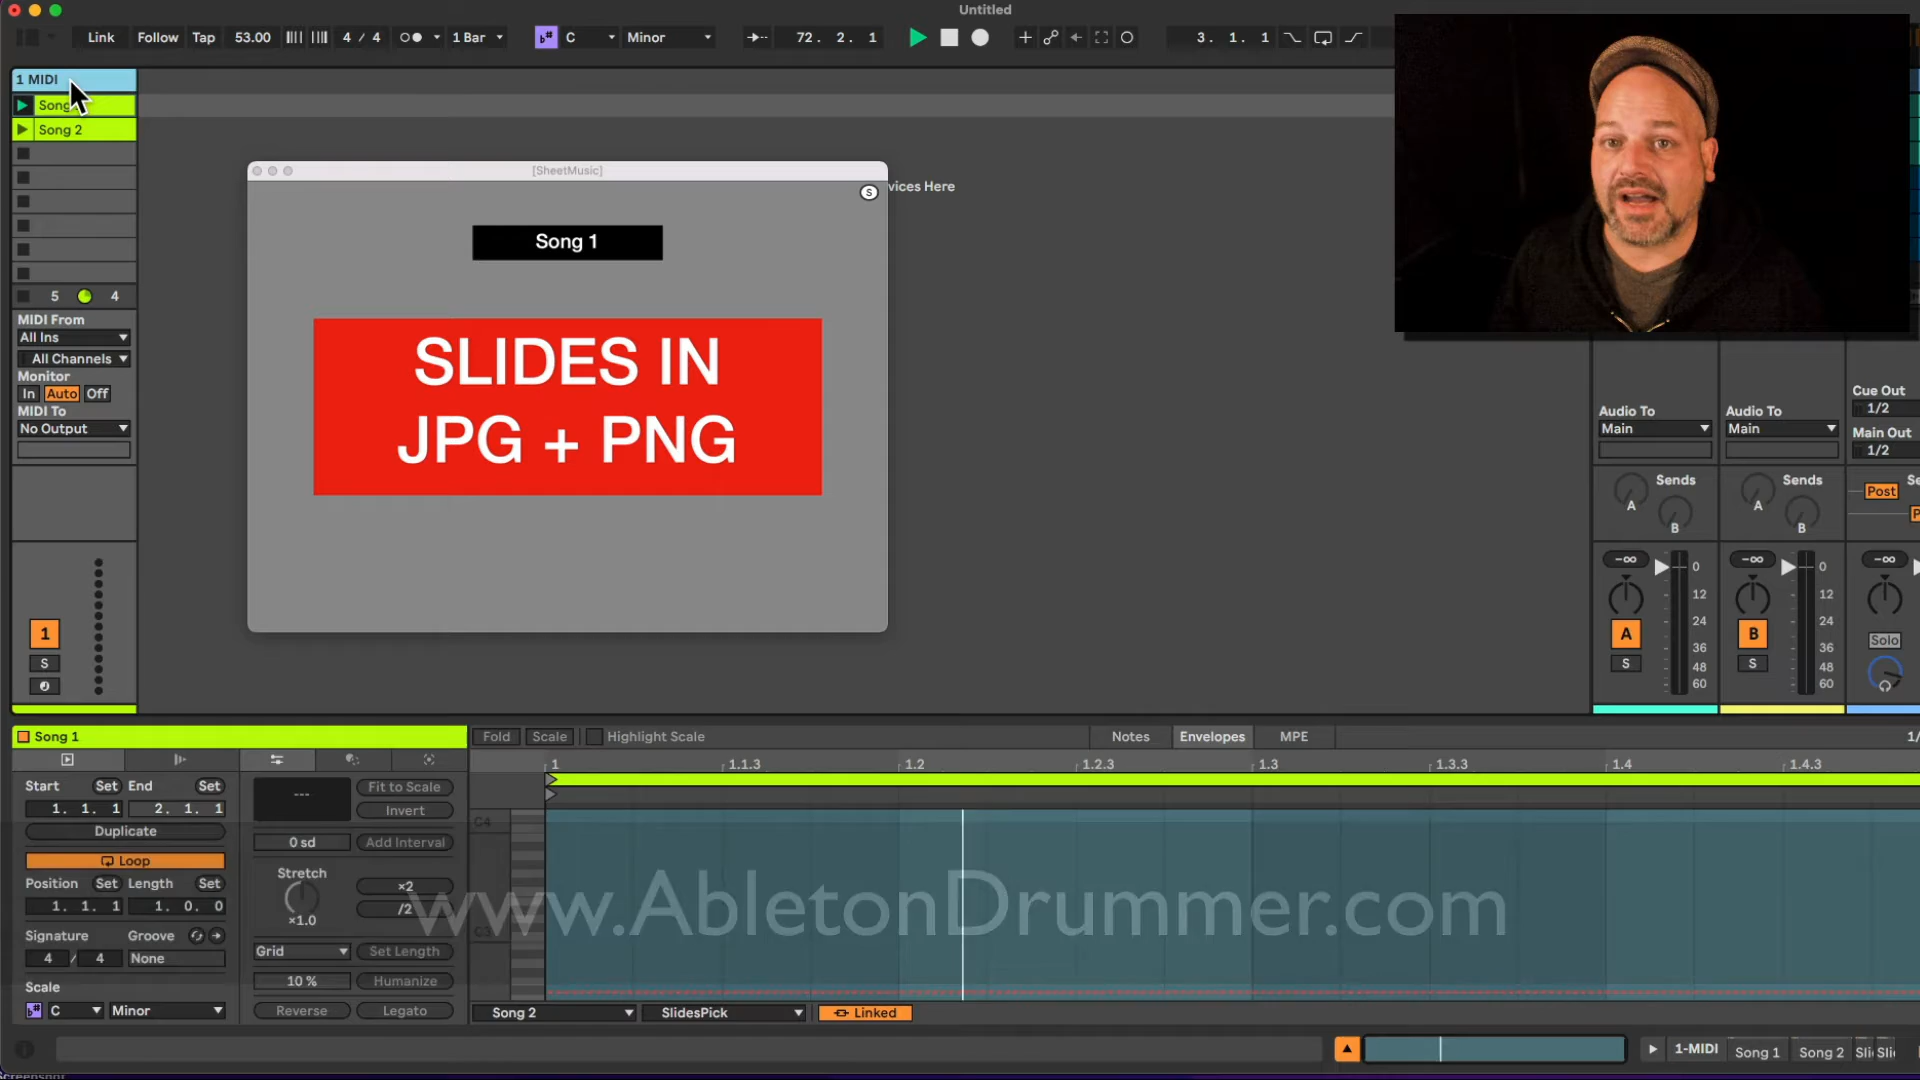 Untitled
Link Follow Tap 53.00 4 / 4 1 Bar C Minor 72. 2. 1 3. 1. 1
1 MIDI
Song
Song 2
5 4
MIDI From
All Ins
All Channels
Monitor
In Auto Off
MIDI To
No Output
1
S
[SheetMusic]
S
vices Here
Song 1
SLIDES IN
JPG + PNG
Audio To
Main
Sends
A
B
-∞
0
12
24
36
48
60
A
S
Audio To
Main
Sends
A
B
-∞
0
12
24
36
48
60
B
S
Cue Out
1/2
Main Out
1/2
Post
-∞
Solo
Song 1
Start Set End Set
1. 1. 1 2. 1. 1
Duplicate
Loop
Position Set Length Set
1. 1. 1 1. 0. 0
Signature Groove
4 / 4 None
Scale
C Minor
---
Fit to Scale
Invert
0 sd Add Interval
Stretch
×1.0
×2
/2
Grid Set Length
10 % Humanize
Reverse Legato
Fold Scale Highlight Scale Notes Envelopes MPE
1 1.1.3 1.2 1.2.3 1.3 1.3.3 1.4 1.4.3
C4
C3
www.AbletonDrummer.com
Song 2 SlidesPick Linked
1-MIDI Song 1 Song 2